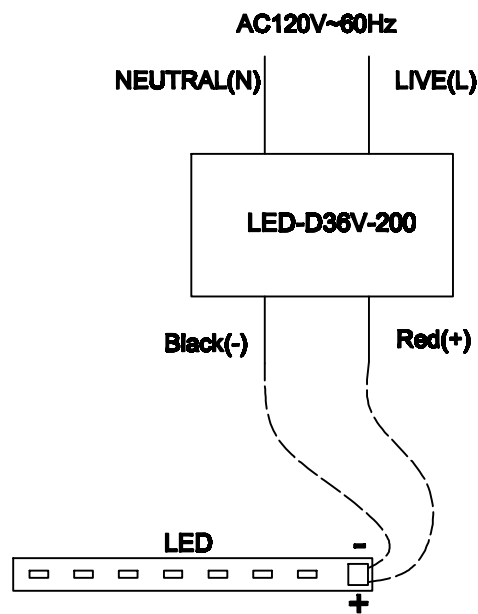 AC120V~60Hz
NEUTRAL(N) LIVE(L)
LED-D36V-200
Black(-) Red(+)
LED -
+